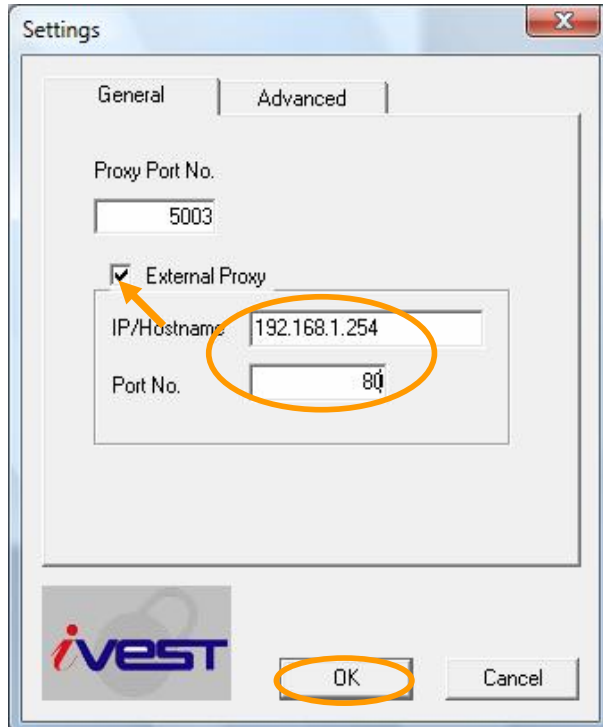 Settings
General Advanced
Proxy Port No.
5003
External Proxy
IP/Hostname 192.168.1.254
Port No. 80
ivest
OK Cancel